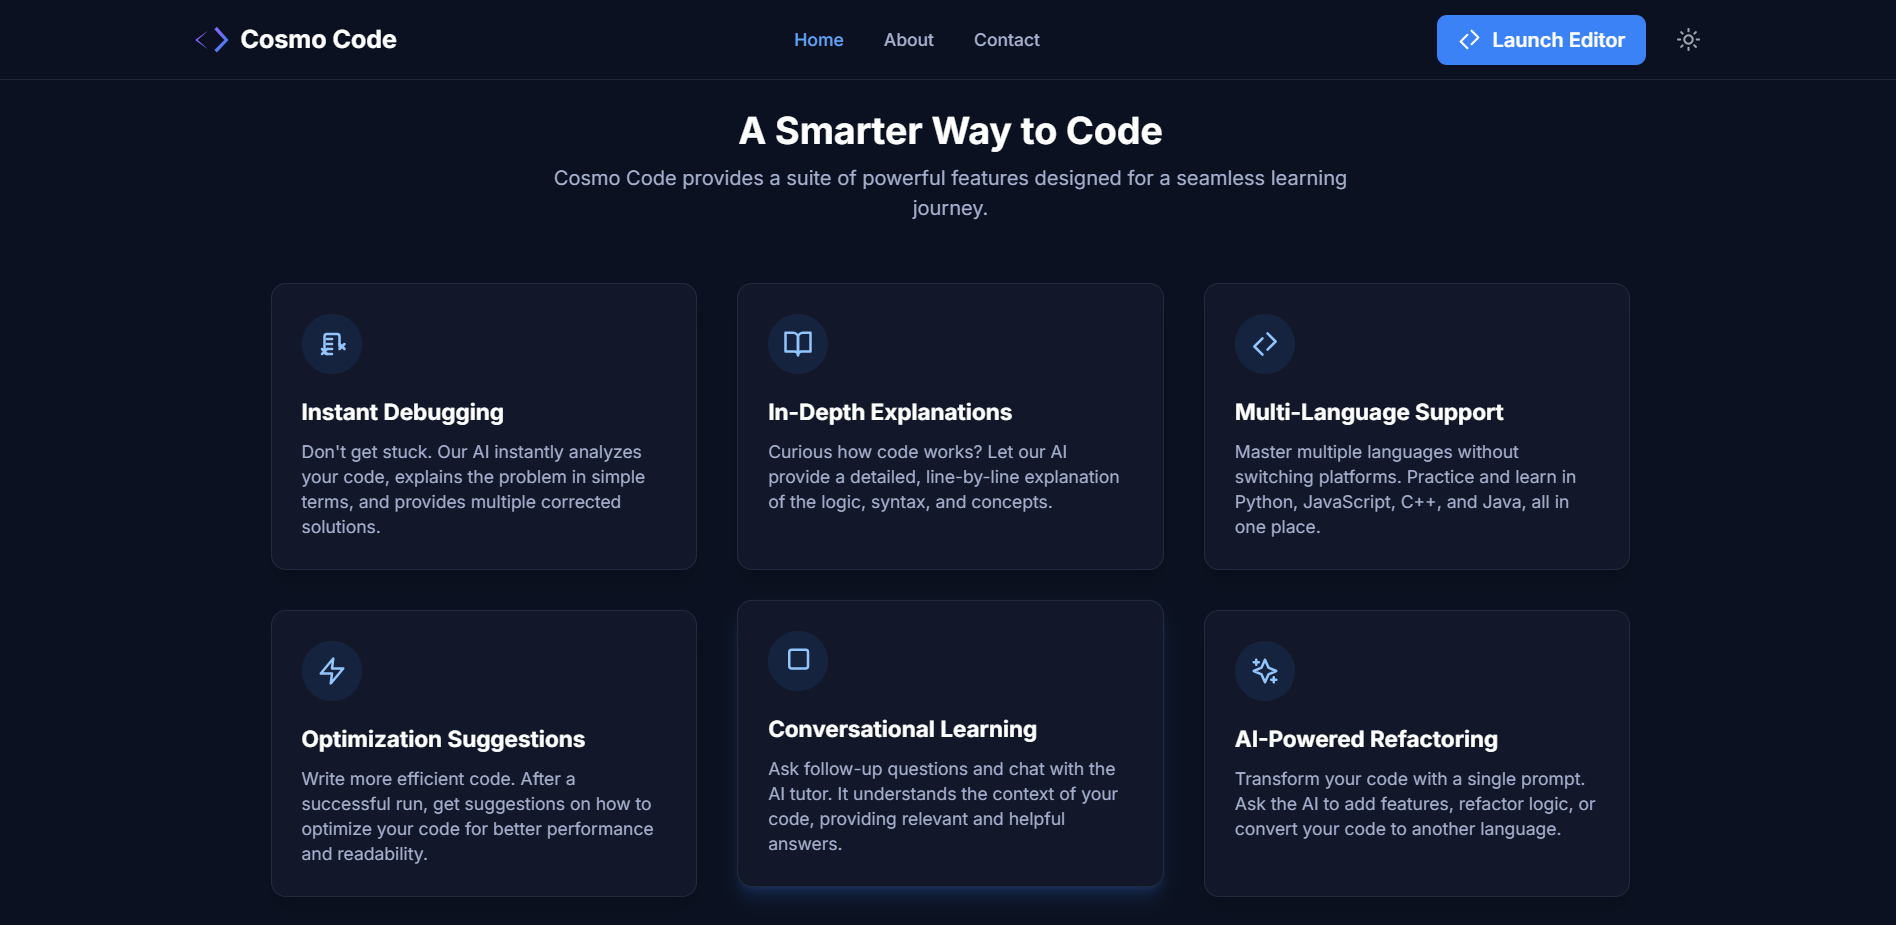 Cosmo Code
Home
About
Contact
Launch Editor
A Smarter Way to Code
Cosmo Code provides a suite of powerful features designed for a seamless learning
journey.
Instant Debugging
Don't get stuck. Our AI instantly analyzes
your code, explains the problem in simple
terms, and provides multiple corrected
solutions.
In-Depth Explanations
Curious how code works? Let our AI
provide a detailed, line-by-line explanation
of the logic, syntax, and concepts.
Multi-Language Support
Master multiple languages without
switching platforms. Practice and learn in
Python, JavaScript, C++, and Java, all in
one place.
Optimization Suggestions
Write more efficient code. After a
successful run, get suggestions on how to
optimize your code for better performance
and readability.
Conversational Learning
Ask follow-up questions and chat with the
AI tutor. It understands the context of your
code, providing relevant and helpful
answers.
AI-Powered Refactoring
Transform your code with a single prompt.
Ask the AI to add features, refactor logic, or
convert your code to another language.